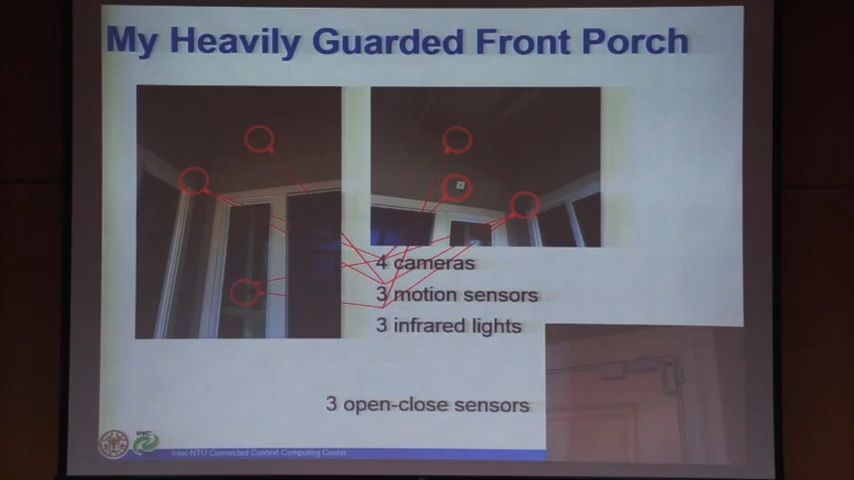 My Heavily Guarded Front Porch
4 cameras
3 motion sensors
3 infrared lights
3 open-close sensors
Intel NTU Connected Context Computing Center